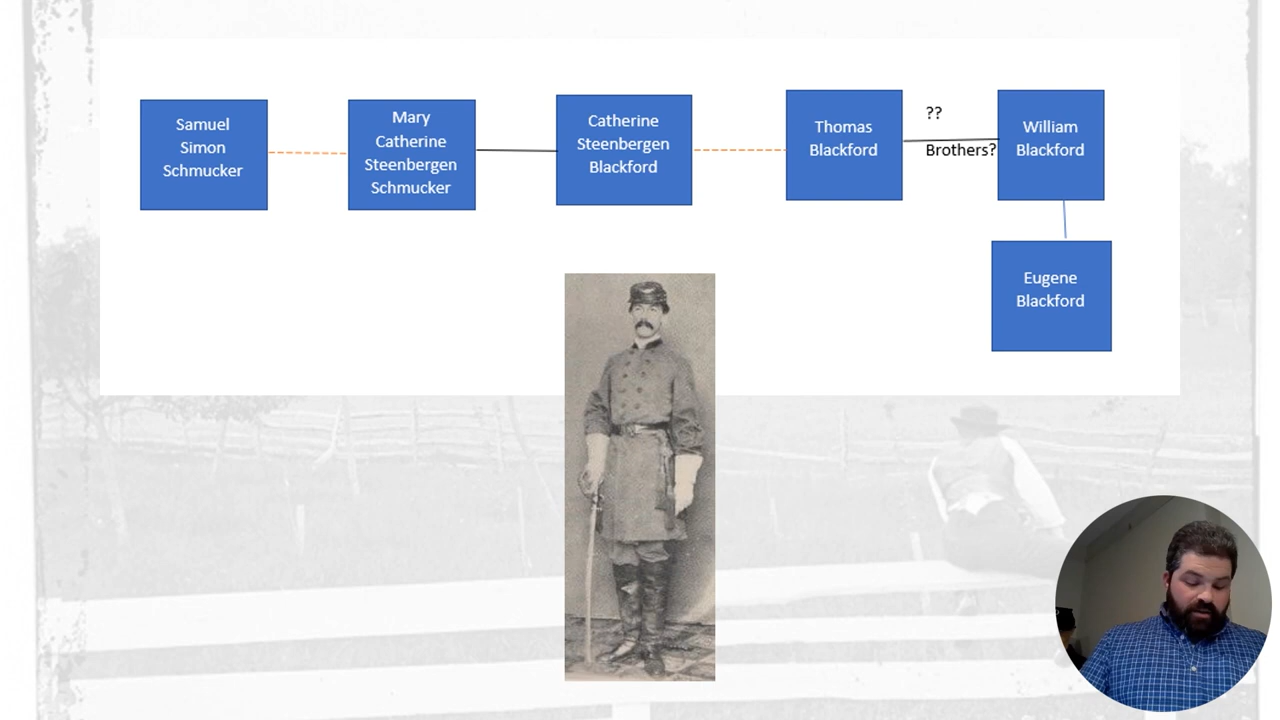 Samuel
Simon
Schmucker
Mary
Catherine
Steenbergen
Schmucker
Catherine
Steenbergen
Blackford
Thomas
Blackford
??
Brothers?
William
Blackford
Eugene
Blackford